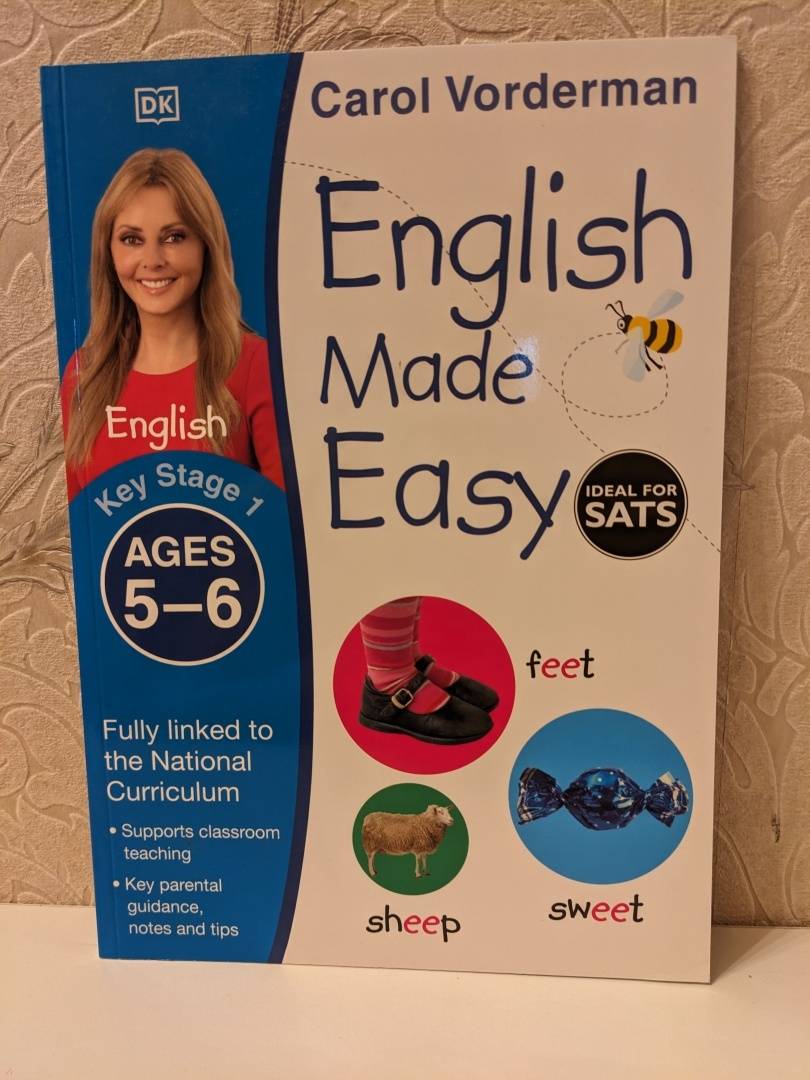 DK
Carol Vorderman
English
Made
Easy
IDEAL FOR
SATS
English
Key Stage 1
AGES
5–6
Fully linked to
the National
Curriculum
• Supports classroom
teaching
• Key parental
guidance,
notes and tips
feet
sweet
sheep